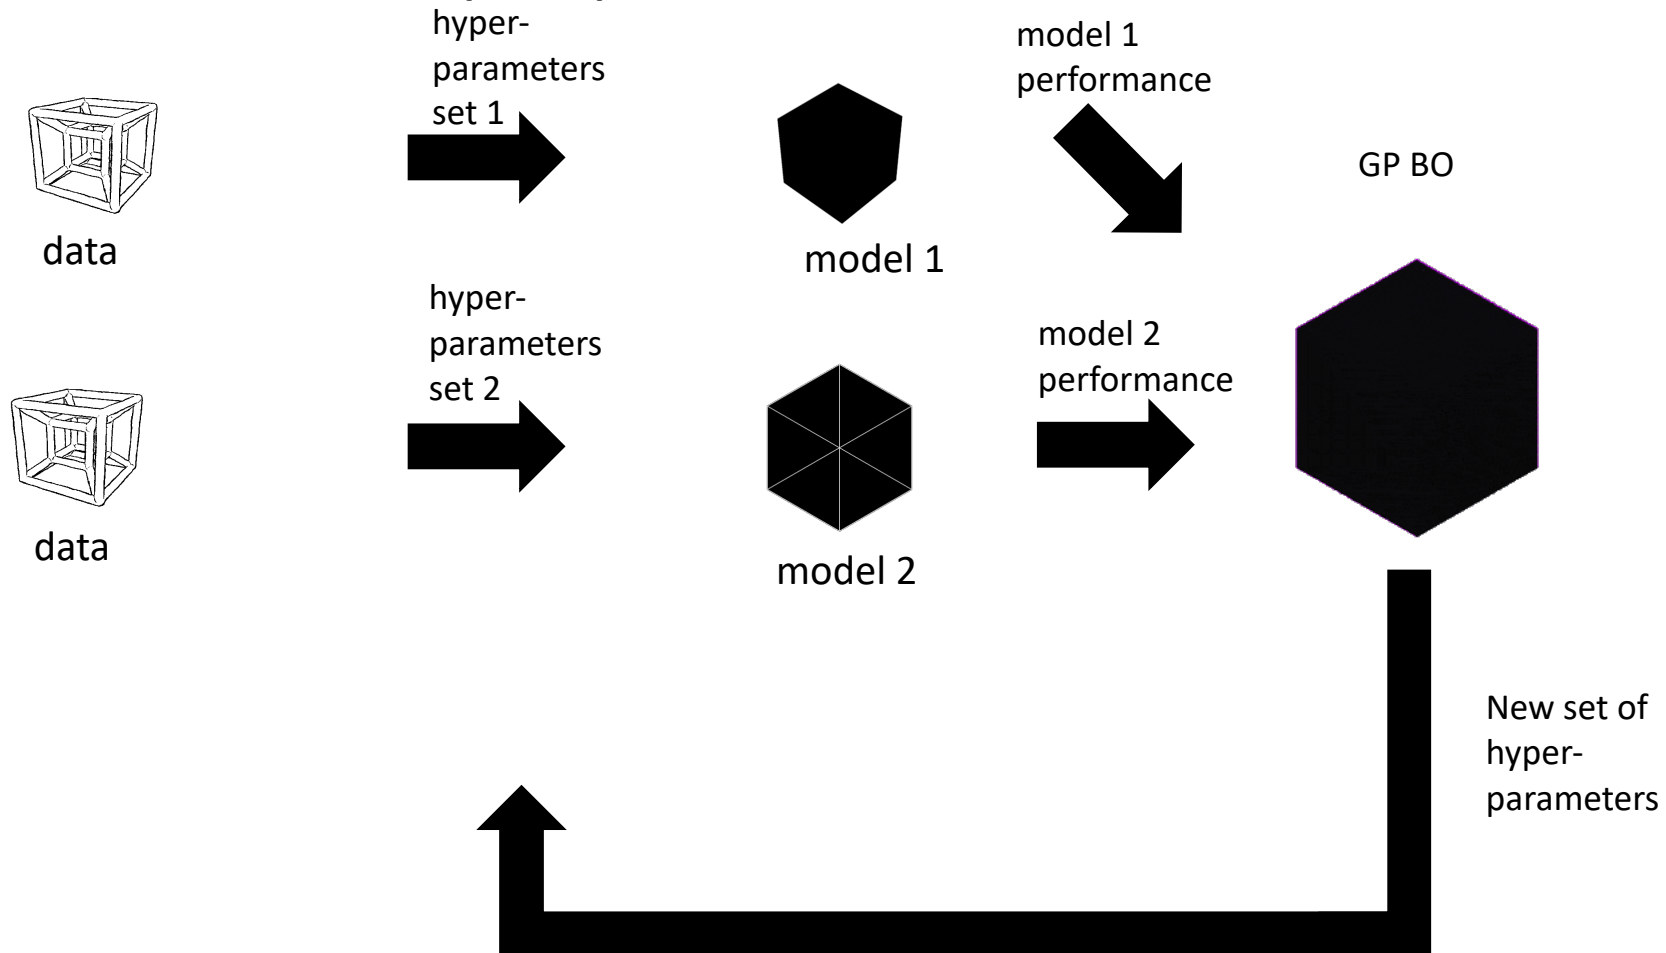 hyper-
parameters
set 1
model 1
performance
GP BO
data
model 1
hyper-
parameters
set 2
model 2
performance
data
model 2
New set of
hyper-
parameters